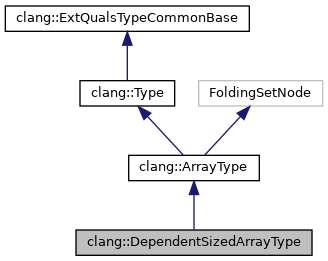 clang::ExtQualsTypeCommonBase
clang::Type
FoldingSetNode
clang::ArrayType
clang::DependentSizedArrayType